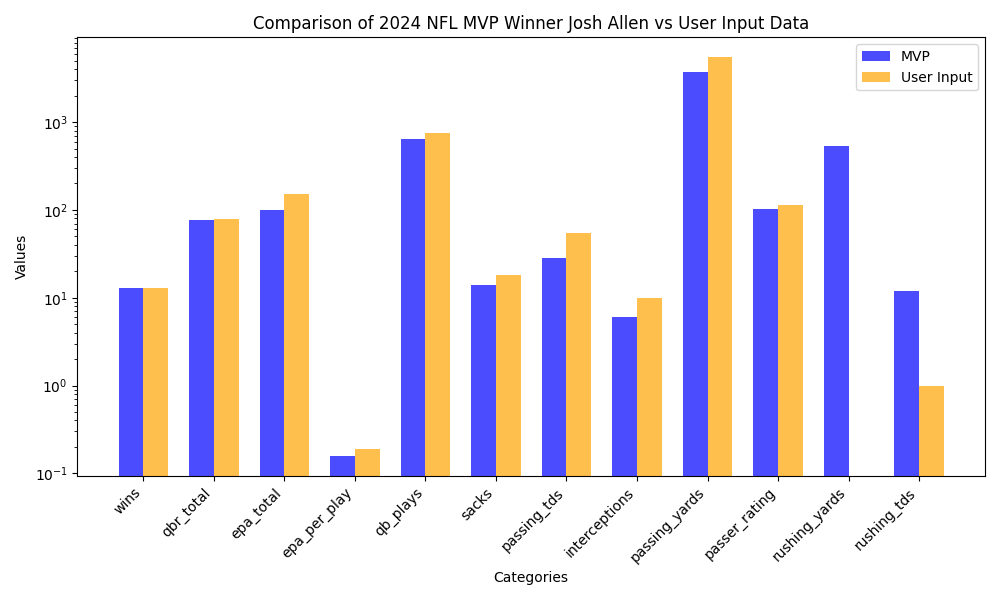 Comparison of 2024 NFL MVP Winner Josh Allen vs User Input Data
MVP
User Input
Values
10³
10²
10¹
10⁰
10⁻¹
wins
qbr_total
epa_total
epa_per_play
qb_plays
sacks
passing_tds
interceptions
passing_yards
passer_rating
rushing_yards
rushing_tds
Categories